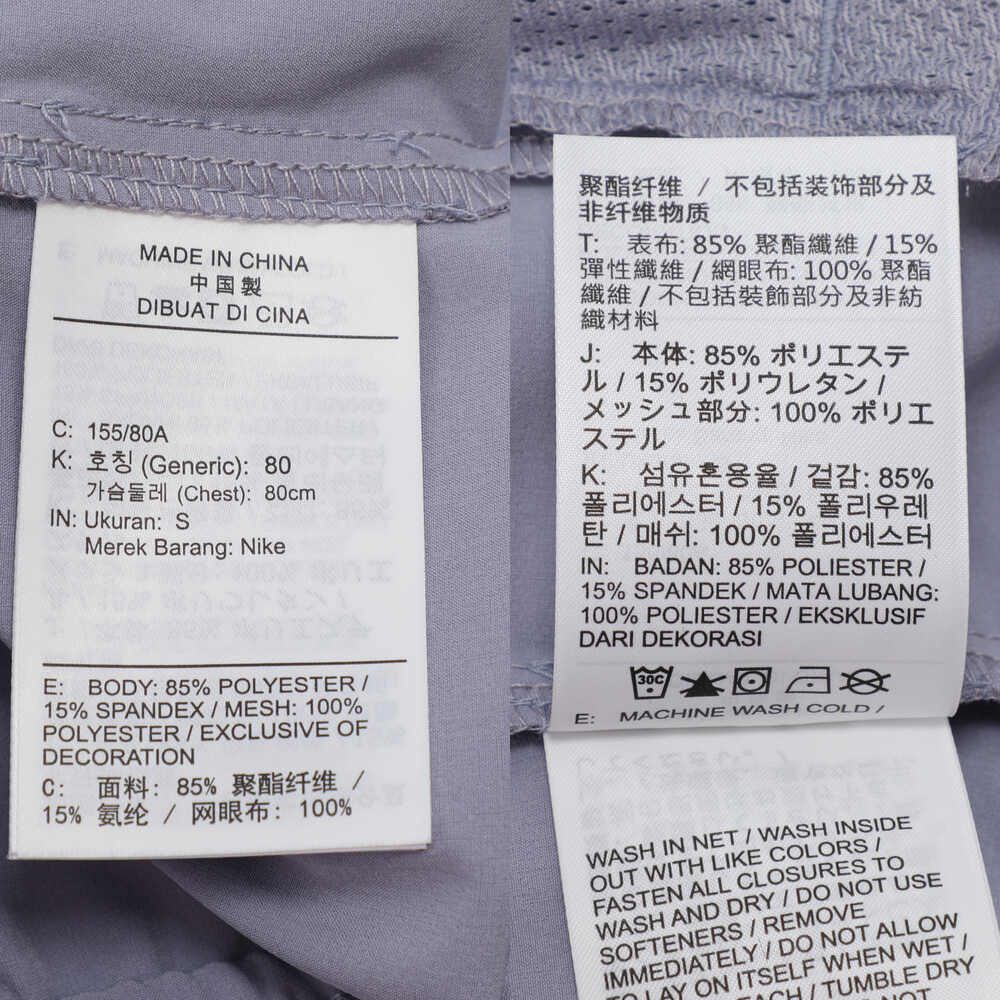 MADE IN CHINA
中国製
DIBUAT DI CINA
C: 155/80A
K: 호칭 (Generic): 80
가슴둘레 (Chest): 80cm
IN: Ukuran: S
Merek Barang: Nike
E: BODY: 85% POLYESTER /
15% SPANDEX / MESH: 100%
POLYESTER / EXCLUSIVE OF
DECORATION
C: 面料: 85% 聚酯纤维 /
15% 氨纶 / 网眼布: 100%
聚酯纤维 / 不包括装饰部分及
非纤维物质
T: 表布: 85% 聚酯纖維 / 15%
彈性纖維 / 網眼布: 100% 聚酯
纖維 / 不包括裝飾部分及非紡
織材料
J: 本体: 85% ポリエステ
ル / 15% ポリウレタン /
メッシュ部分: 100% ポリエ
ステル
K: 섬유혼용율 / 겉감: 85%
폴리에스터 / 15% 폴리우레
탄 / 매쉬: 100% 폴리에스터
IN: BADAN: 85% POLIESTER /
15% SPANDEK / MATA LUBANG:
100% POLIESTER / EKSKLUSIF
DARI DEKORASI
30C
E: MACHINE WASH COLD /
WASH IN NET / WASH INSIDE
OUT WITH LIKE COLORS /
FASTEN ALL CLOSURES TO
WASH AND DRY / DO NOT USE
SOFTENERS / REMOVE
IMMEDIATELY / DO NOT ALLOW
TO LAY ON ITSELF WHEN WET /
/ TUMBLE DRY
NOT